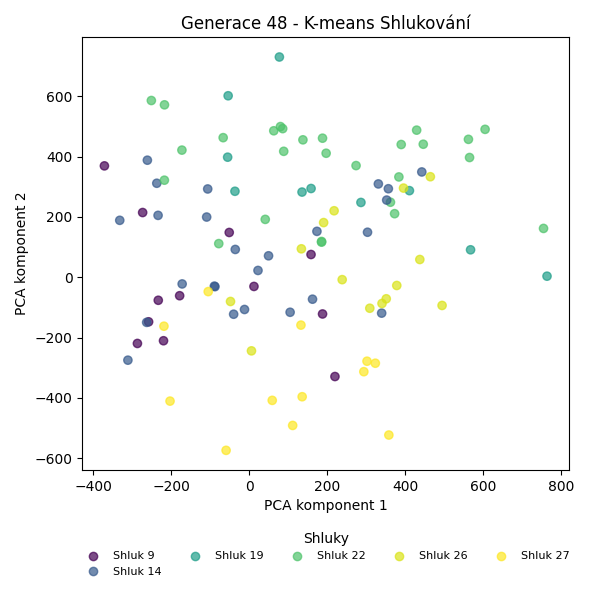 Generace 48 - K-means Shlukování
PCA komponent 2
600
400
200
0
−200
−400
−600
−400
−200
0
200
400
600
800
PCA komponent 1
Shluky
Shluk 9
Shluk 14
Shluk 19
Shluk 22
Shluk 26
Shluk 27